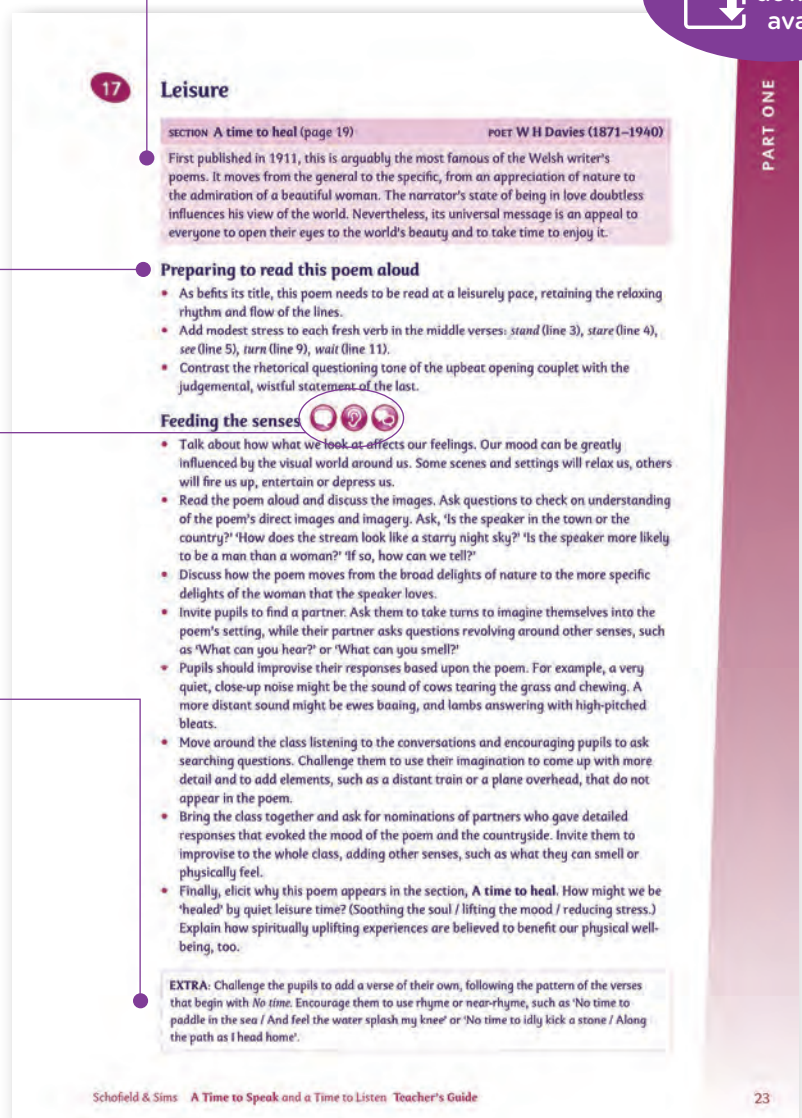 17
Leisure
SECTION A time to heal (page 19) POET W H Davies (1871–1940)
First published in 1911, this is arguably the most famous of the Welsh writer's
poems. It moves from the general to the specific, from an appreciation of nature to
the admiration of a beautiful woman. The narrator's state of being in love doubtless
influences his view of the world. Nevertheless, its universal message is an appeal to
everyone to open their eyes to the world's beauty and to take time to enjoy it.
Preparing to read this poem aloud
• As befits its title, this poem needs to be read at a leisurely pace, retaining the relaxing
rhythm and flow of the lines.
• Add modest stress to each fresh verb in the middle verses: stand (line 3), stare (line 4),
see (line 5), turn (line 9), wait (line 11).
• Contrast the rhetorical questioning tone of the upbeat opening couplet with the
judgemental, wistful statement of the last.
Feeding the senses
• Talk about how what we look at affects our feelings. Our mood can be greatly
influenced by the visual world around us. Some scenes and settings will relax us, others
will fire us up, entertain or depress us.
• Read the poem aloud and discuss the images. Ask questions to check on understanding
of the poem's direct images and imagery. Ask, 'Is the speaker in the town or the
country?' 'How does the stream look like a starry night sky?' 'Is the speaker more likely
to be a man than a woman?' 'If so, how can we tell?'
• Discuss how the poem moves from the broad delights of nature to the more specific
delights of the woman that the speaker loves.
• Invite pupils to find a partner. Ask them to take turns to imagine themselves into the
poem's setting, while their partner asks questions revolving around other senses, such
as 'What can you hear?' or 'What can you smell?'
• Pupils should improvise their responses based upon the poem. For example, a very
quiet, close-up noise might be the sound of cows tearing the grass and chewing. A
more distant sound might be ewes baaing, and lambs answering with high-pitched
bleats.
• Move around the class listening to the conversations and encouraging pupils to ask
searching questions. Challenge them to use their imagination to come up with more
detail and to add elements, such as a distant train or a plane overhead, that do not
appear in the poem.
• Bring the class together and ask for nominations of partners who gave detailed
responses that evoked the mood of the poem and the countryside. Invite them to
improvise to the whole class, adding other senses, such as what they can smell or
physically feel.
• Finally, elicit why this poem appears in the section, A time to heal. How might we be
'healed' by quiet leisure time? (Soothing the soul / lifting the mood / reducing stress.)
Explain how spiritually uplifting experiences are believed to benefit our physical well-
being, too.
EXTRA: Challenge the pupils to add a verse of their own, following the pattern of the verses
that begin with No time. Encourage them to use rhyme or near-rhyme, such as 'No time to
paddle in the sea / And feel the water splash my knee' or 'No time to idly kick a stone / Along
the path as I head home'.
Schofield & Sims A Time to Speak and a Time to Listen Teacher's Guide
23
PART ONE
ava